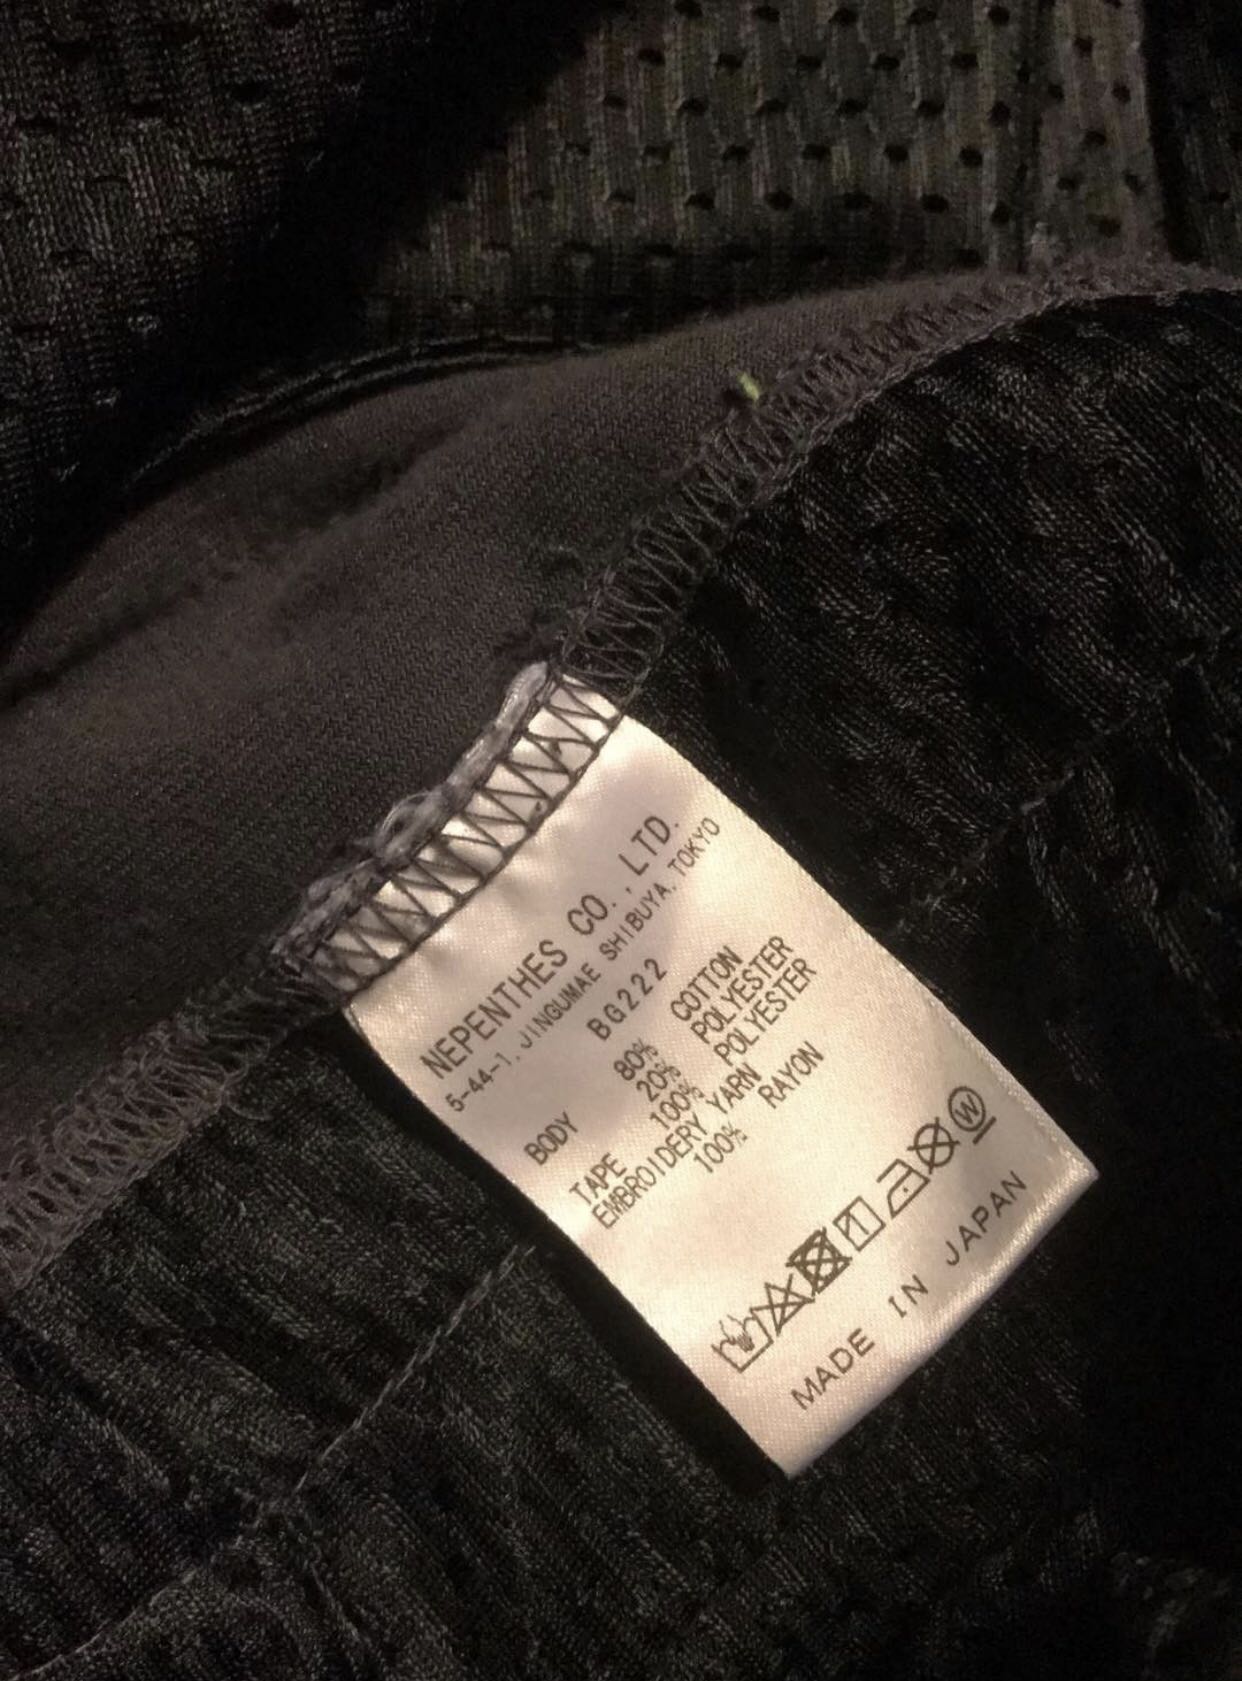 NEPENTHES CO., LTD.
5-44-1, JINGUMAE SHIBUYA, TOKYO
BG222
BODY 80% COTTON
20% POLYESTER
TAPE 100% POLYESTER
EMBROIDERY YARN
100% RAYON
W
MADE IN JAPAN